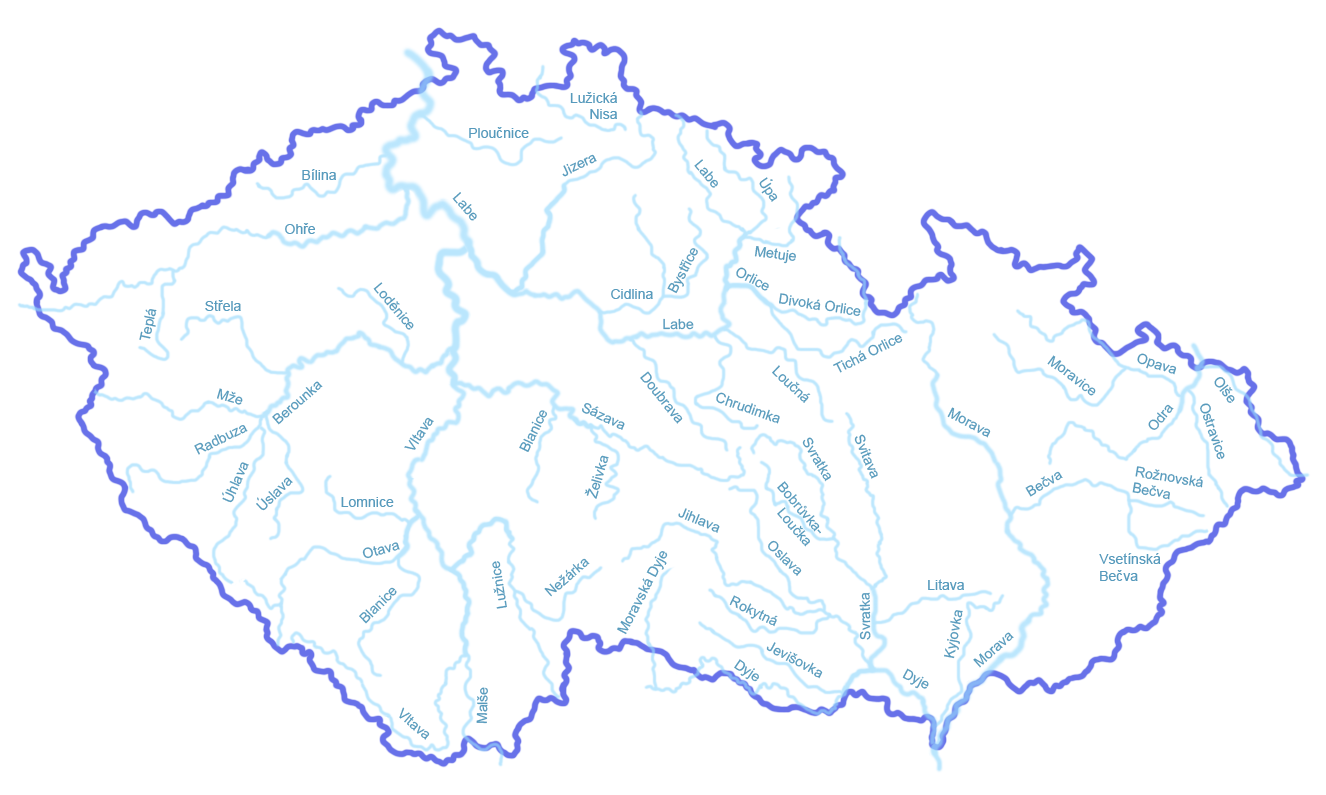 Lužická
Nisa
Ploučnice
Jizera
Bílina
Labe
Úpa
Labe
Ohře
Metuje
Bystřice
Orlice
Cidlina
Divoká Orlice
Střela
Loděnice
Teplá
Labe
Tichá Orlice
Opava
Moravice
Olše
Loučná
Mže
Berounka
Doubrava
Chrudimka
Sázava
Blanice
Vltava
Morava
Odra
Ostravice
Radbuza
Svratka
Svitava
Úhlava
Úslava
Želivka
Bečva
Rožnovská
Bečva
Lomnice
Bobrůvka-
Loučka
Jihlava
Otava
Oslava
Vsetínská
Bečva
Lužnice
Nežárka
Moravská Dyje
Litava
Blanice
Rokytná
Svratka
Kyjovka
Morava
Jevišovka
Dyje
Dyje
Malše
Vltava